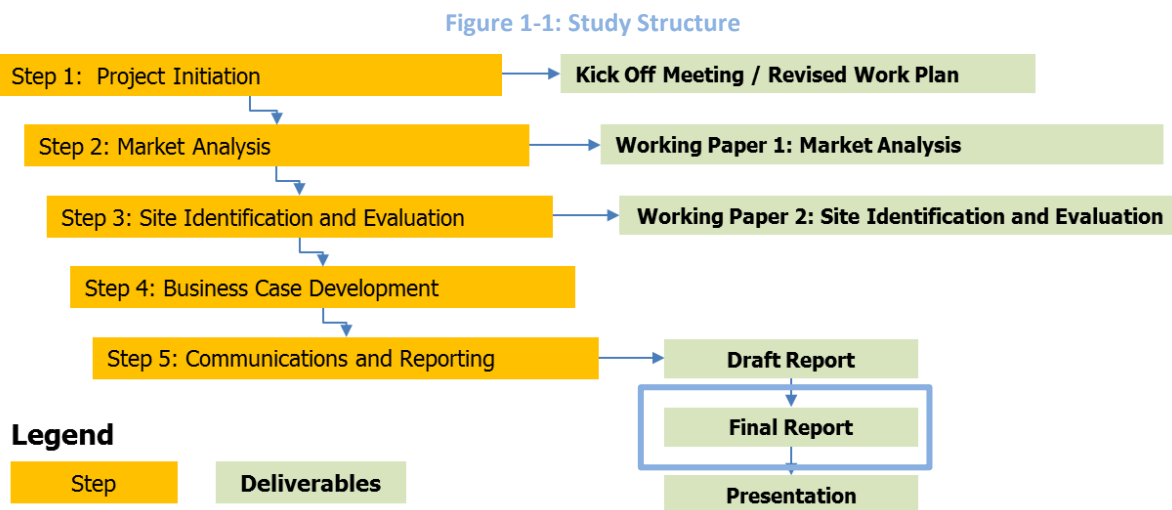 Figure 1-1: Study Structure
Step 1:  Project Initiation
Kick Off Meeting / Revised Work Plan
Step 2: Market Analysis
Working Paper 1: Market Analysis
Step 3: Site Identification and Evaluation
Working Paper 2: Site Identification and Evaluation
Step 4: Business Case Development
Step 5: Communications and Reporting
Draft Report
Final Report
Presentation
Legend
Step
Deliverables